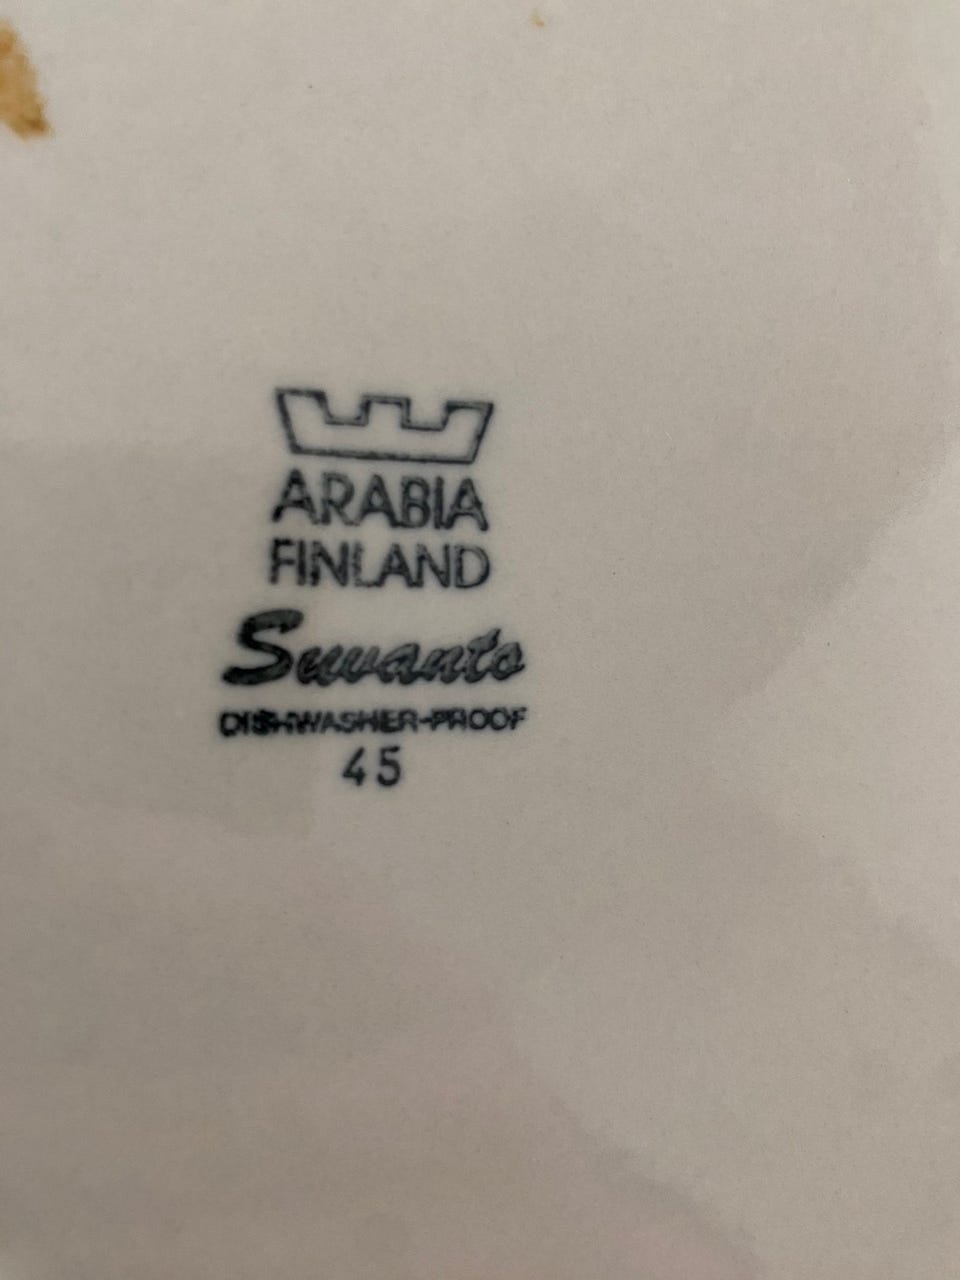 ARABIA
FINLAND
Suvanto
DISHWASHER-PROOF
45